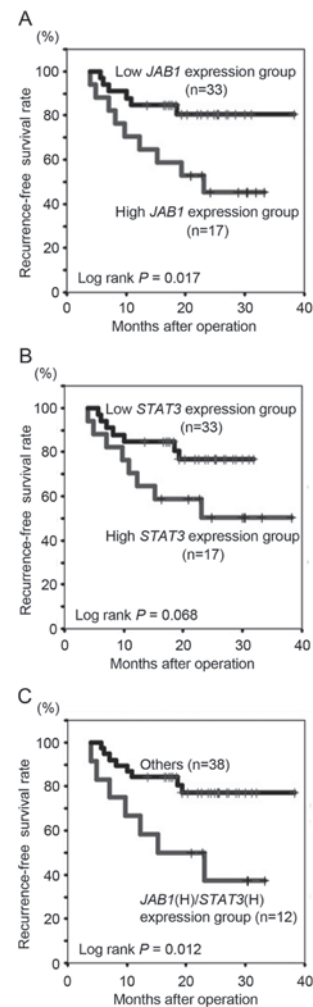 A
(%)
100
80
60
40
20
0
Recurrence-free survival rate
Low JAB1 expression group
(n=33)
High JAB1 expression group
(n=17)
Log rank P = 0.017
0 10 20 30 40
Months after operation
B
(%)
100
80
60
40
20
0
Recurrence-free survival rate
Low STAT3 expression group
(n=33)
High STAT3 expression group
(n=17)
Log rank P = 0.068
0 10 20 30 40
Months after operation
C
(%)
100
80
60
40
20
0
Recurrence-free survival rate
Others (n=38)
JAB1(H)/STAT3(H)
expression group (n=12)
Log rank P = 0.012
0 10 20 30 40
Months after operation